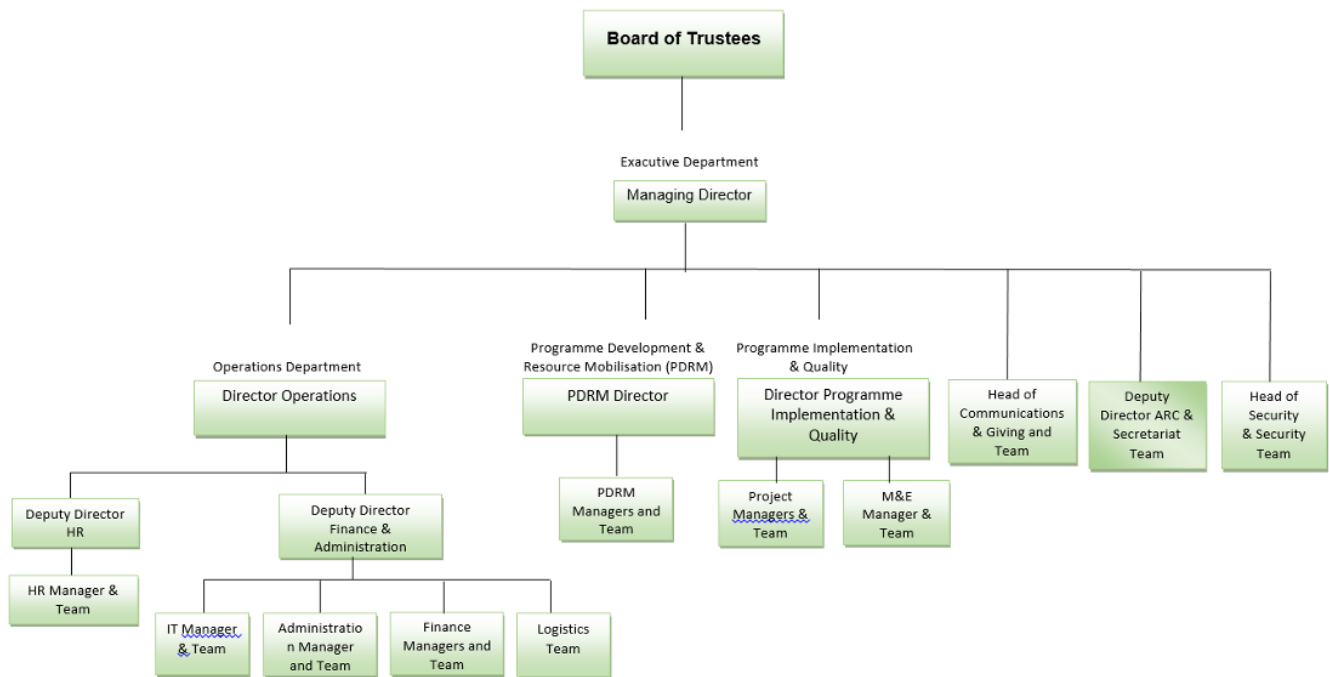 Board of Trustees
Exacutive Department
Managing Director
Operations Department
Director Operations
Programme Development &
Resource Mobilisation (PDRM)
PDRM Director
Programme Implementation
& Quality
Director Programme
Implementation &
Quality
Head of
Communications
& Giving and
Team
Deputy
Director ARC &
Secretariat
Team
Head of
Security
& Security
Team
Deputy Director
HR
HR Manager &
Team
Deputy Director
Finance &
Administration
IT Manager
& Team
Administratio
n Manager
and Team
Finance
Managers and
Team
Logistics
Team
PDRM
Managers and
Team
Project
Managers &
Team
M&E
Manager &
Team